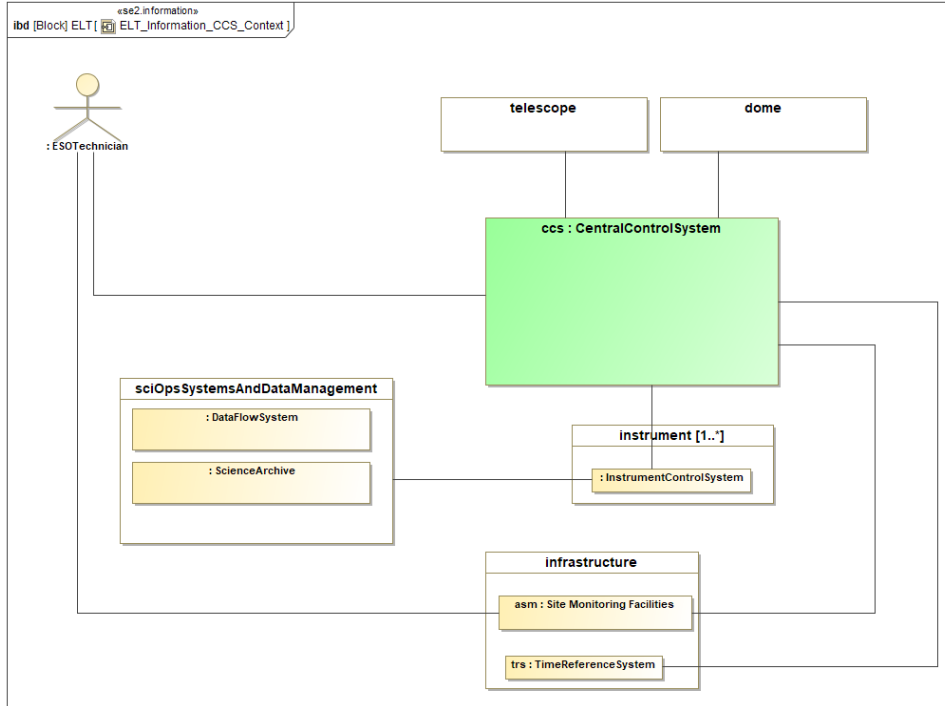 «se2.information»
ibd [Block] ELT[ ELT_Information_CCS_Context ]
: ESOTechnician
telescope
dome
ccs : CentralControlSystem
sciOpsSystemsAndDataManagement
: DataFlowSystem
: ScienceArchive
instrument [1..*]
: InstrumentControlSystem
infrastructure
asm : Site Monitoring Facilities
trs : TimeReferenceSystem